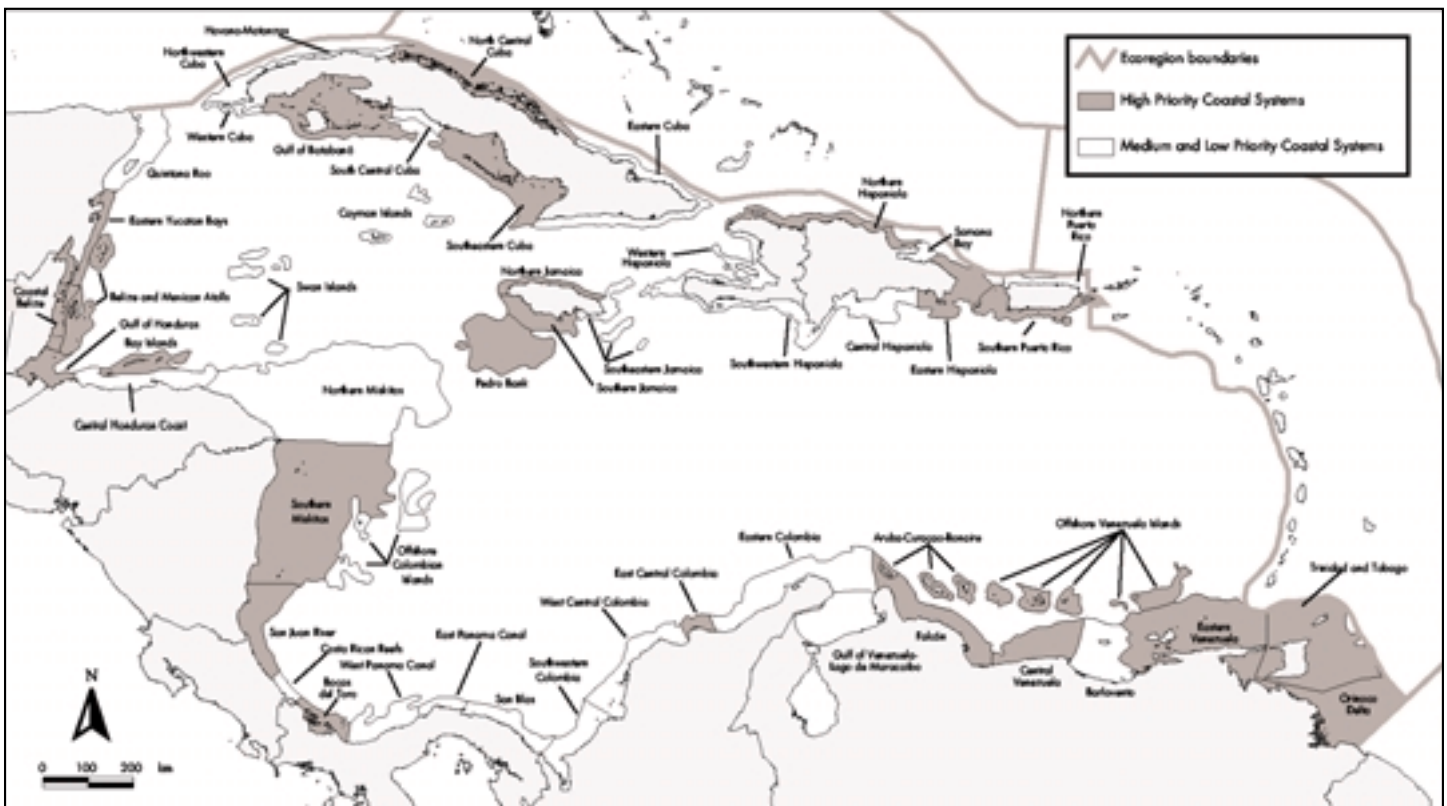 Havana-Matanzas
Northwestern
Cuba
North Central
Cuba
Western Cuba
Gulf of Batabanó
South Central Cuba
Eastern Cuba
Ecoregion boundaries
High Priority Coastal Systems
Medium and Low Priority Coastal Systems
Quintana Roo
Eastern Yucatan Bays
Cayman Islands
Southeastern Cuba
Northern
Hispaniola
Samana
Bay
Northern
Puerto
Rico
Western
Hispaniola
Northern Jamaica
Coastal
Belize
Belize and Mexican Atolls
Swan Islands
Gulf of Honduras
Bay Islands
Pedro Bank
Southeastern Jamaica
Southern Jamaica
Southwestern Hispaniola
Central Hispaniola
Eastern Hispaniola
Southern Puerto Rico
Northern Miskitos
Central Honduran Coast
Southern
Miskitos
Offshore
Colombian
Islands
Eastern Colombia
Aruba-Curacao-Bonaire
Offshore Venezuela Islands
Trinidad and Tobago
East Central Colombia
West Central Colombia
San Juan River
Costa Rican Reefs
West Panama Canal
East Panama Canal
Bocas
del Toro
San Blas
Southwestern
Colombia
Gulf of Venezuela-
Lago de Maracaibo
Falcón
Central
Venezuela
Barlovento
Eastern
Venezuela
Orinoco
Delta
N
0 100 200 km